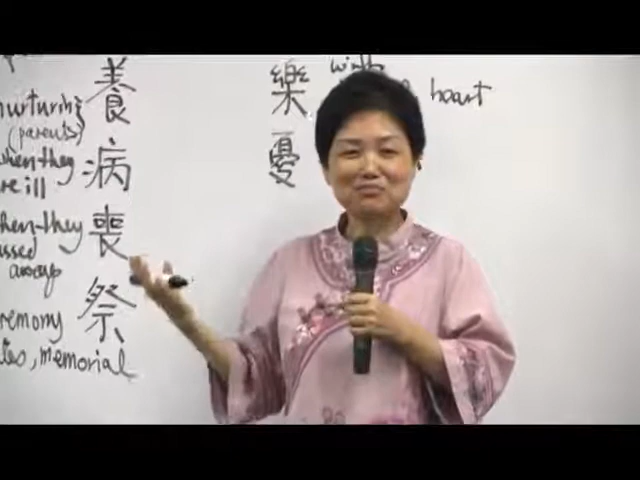 養
nurturing
(parents)
病
when they
are ill
喪
when they
passed
away
祭
ceremony
memorial
樂 with
heart
憂